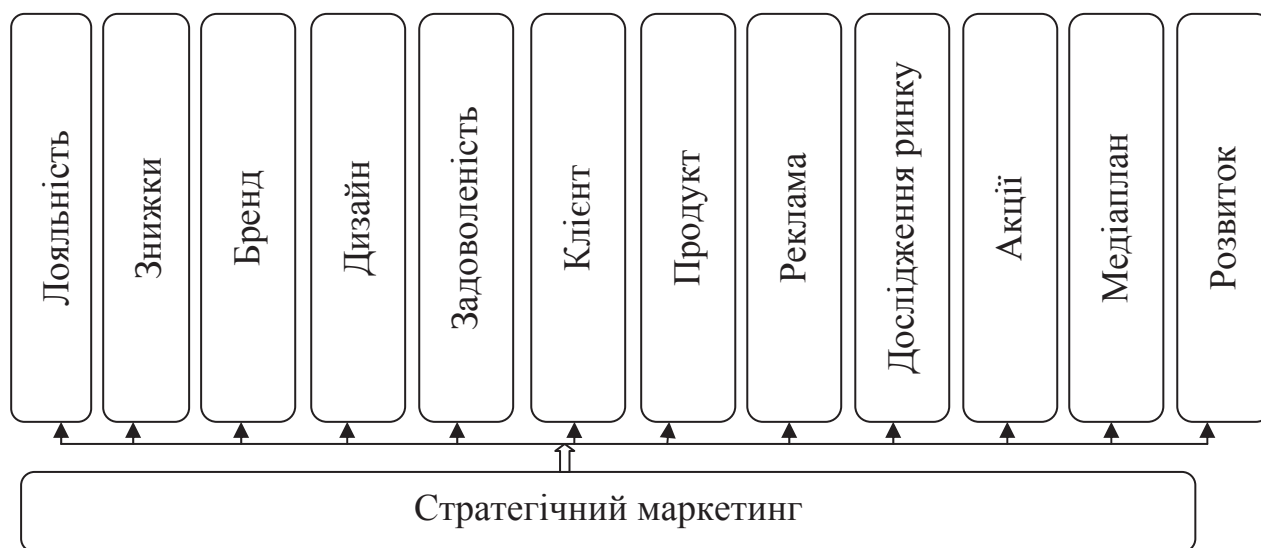 Лояльність
Знижки
Бренд
Дизайн
Задоволеність
Клієнт
Продукт
Реклама
Дослідження ринку
Акції
Медіаплан
Розвиток
Стратегічний маркетинг